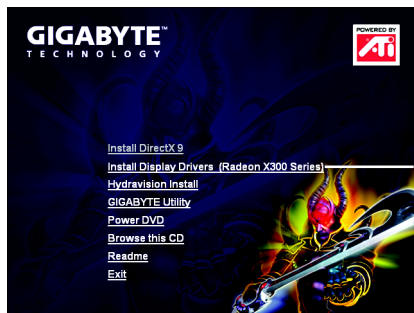 GIGABYTE™
TECHNOLOGY
POWERED BY
ATi
Install DirectX 9
Install Display Drivers (Radeon X300 Series)
Hydravision Install
GIGABYTE Utility
Power DVD
Browse this CD
Readme
Exit